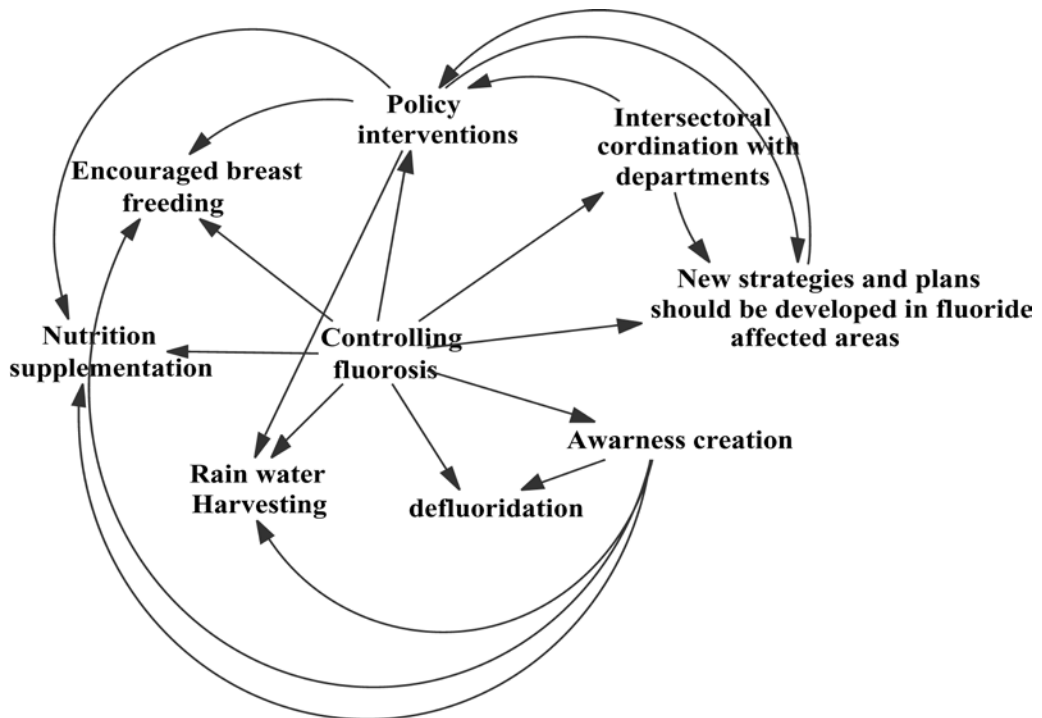 Policy
interventions
Intersectoral
cordination with
departments
Encouraged breast
freeding
New strategies and plans
should be developed in fluoride
affected areas
Nutrition
supplementation
Controlling
fluorosis
Awarness creation
Rain water
Harvesting
defluoridation